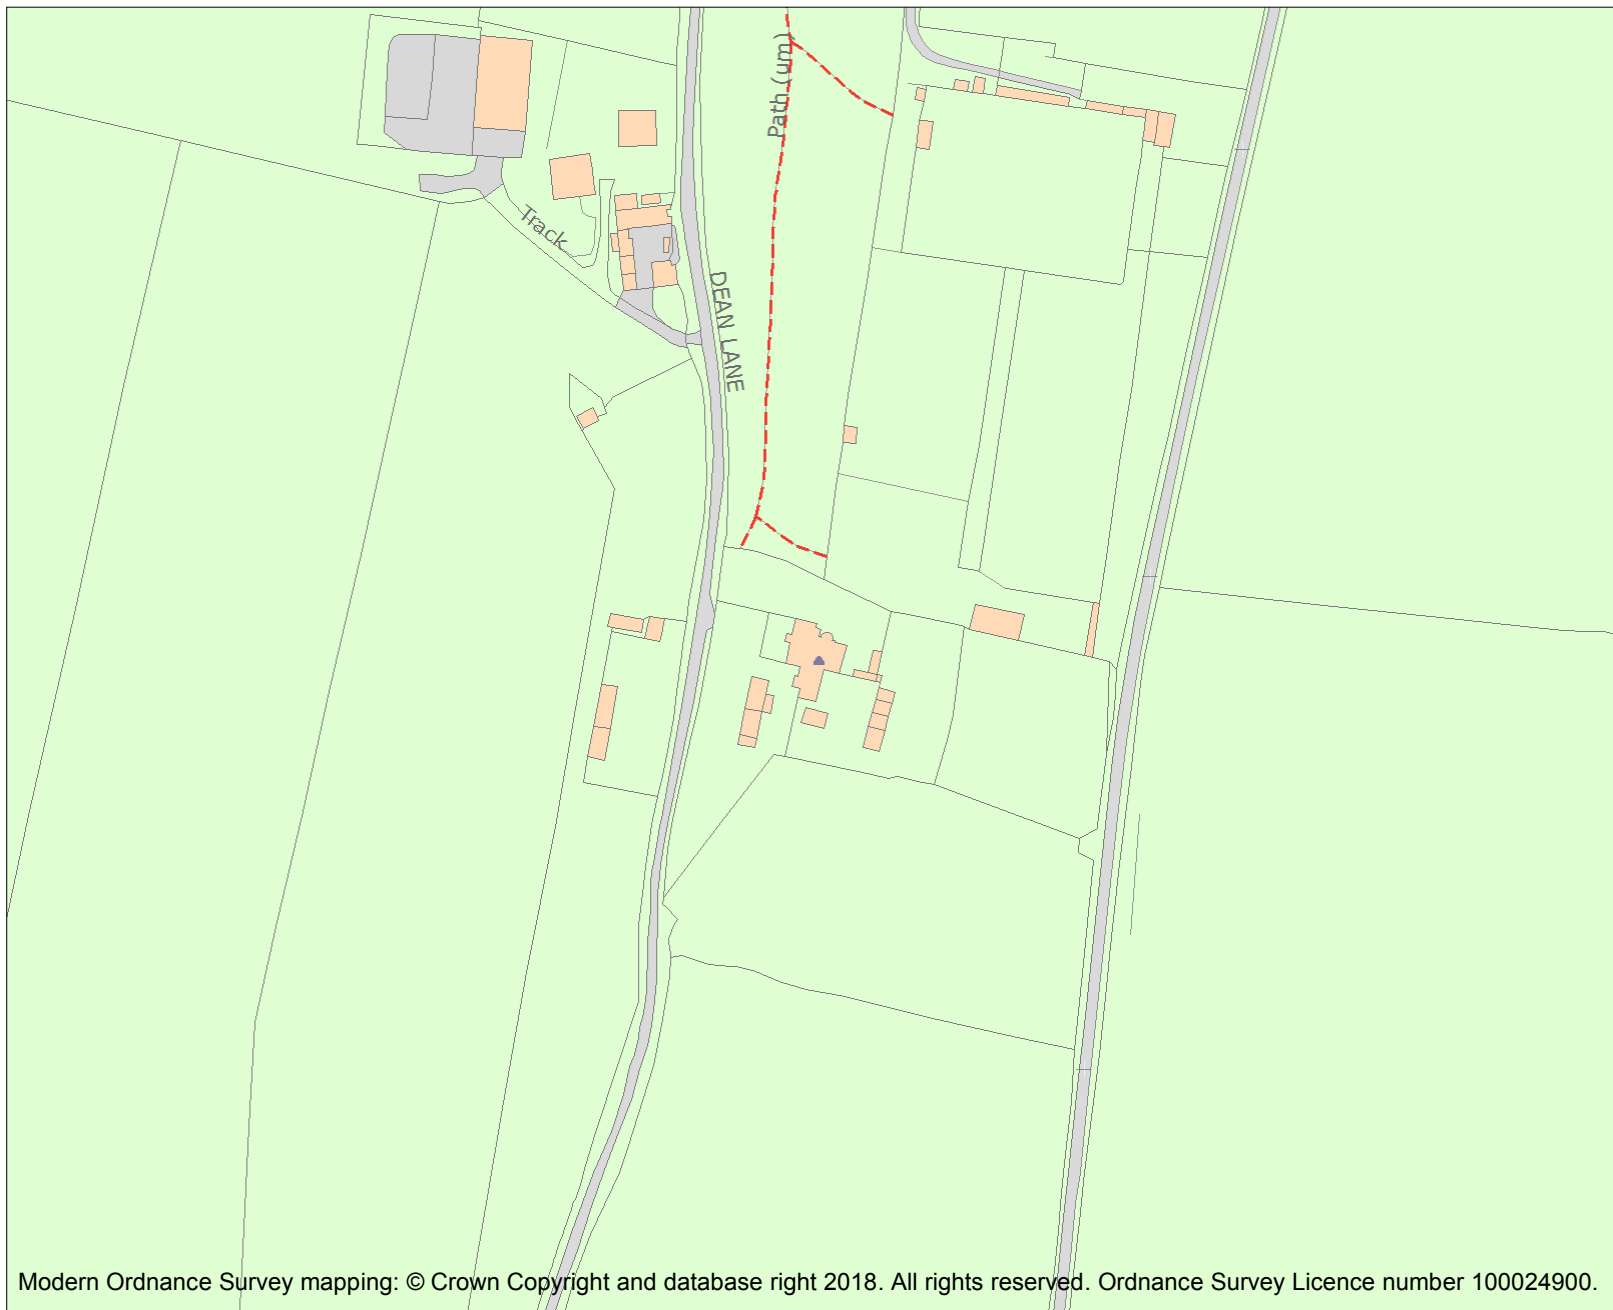 Path (um)
Track
DEAN LANE
Modern Ordnance Survey mapping: © Crown Copyright and database right 2018. All rights reserved. Ordnance Survey Licence number 100024900.